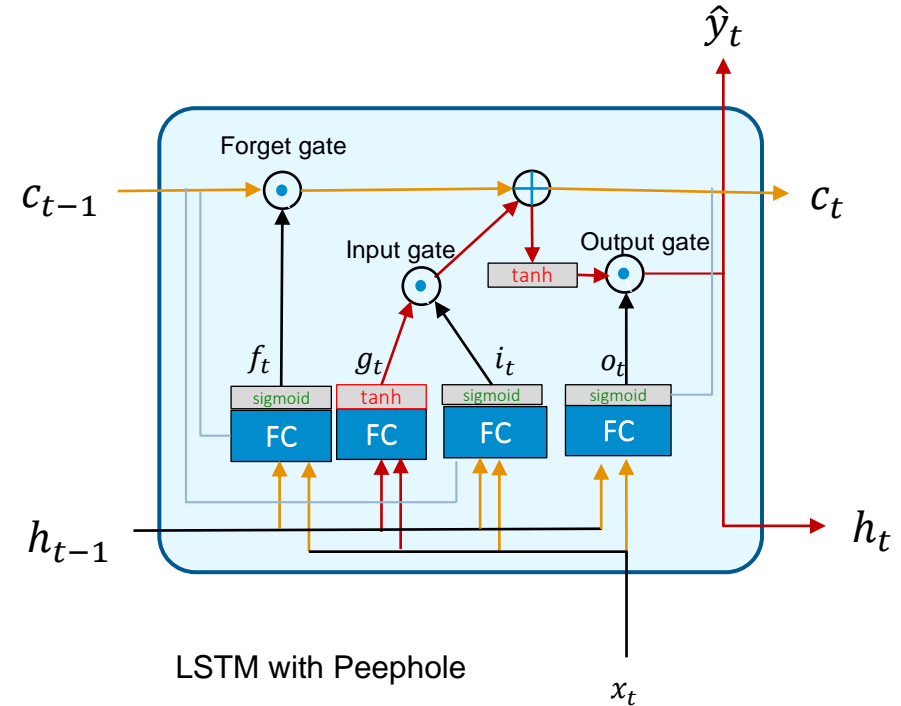 ŷₜ
Forget gate
cₜ₋₁
cₜ
Input gate
Output gate
tanh
fₜ
gₜ
iₜ
oₜ
sigmoid
tanh
sigmoid
sigmoid
FC
FC
FC
FC
hₜ₋₁
hₜ
LSTM with Peephole
xₜ